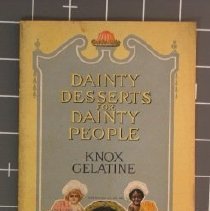 DAINTY
DESSERTS
FOR
DAINTY
PEOPLE
KNOX
GELATINE